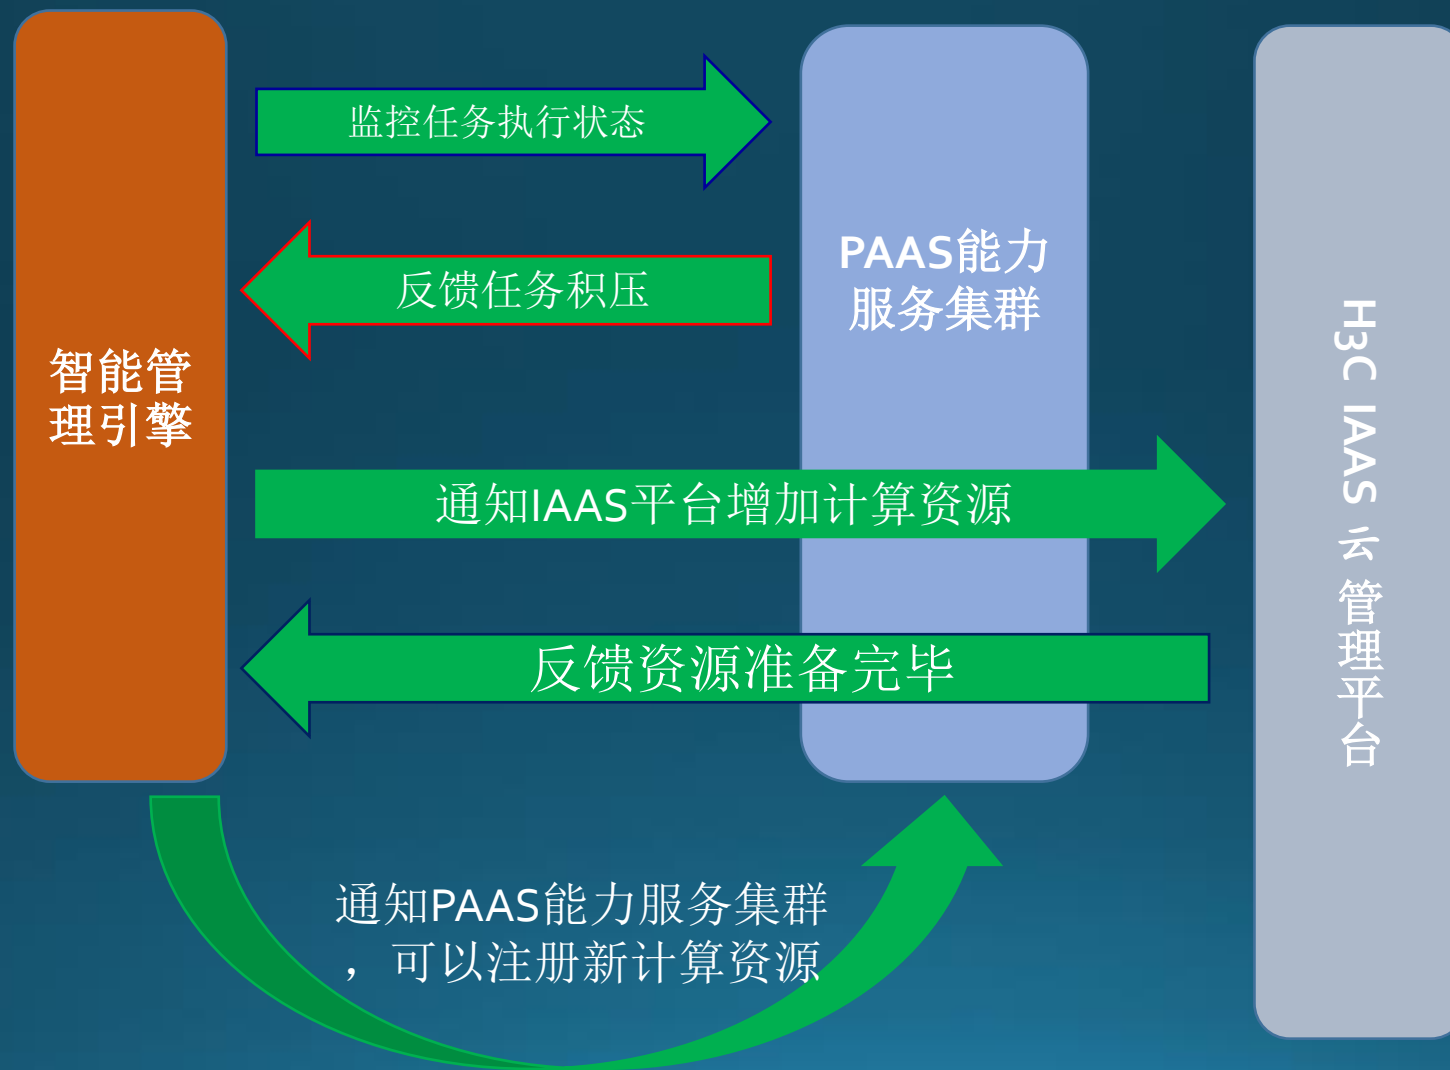 监控任务执行状态
反馈任务积压
PAAS能力
服务集群
智能管
理引擎
通知IAAS平台增加计算资源
反馈资源准备完毕
H3C IAAS 云 管理平台
通知PAAS能力服务集群
，可以注册新计算资源